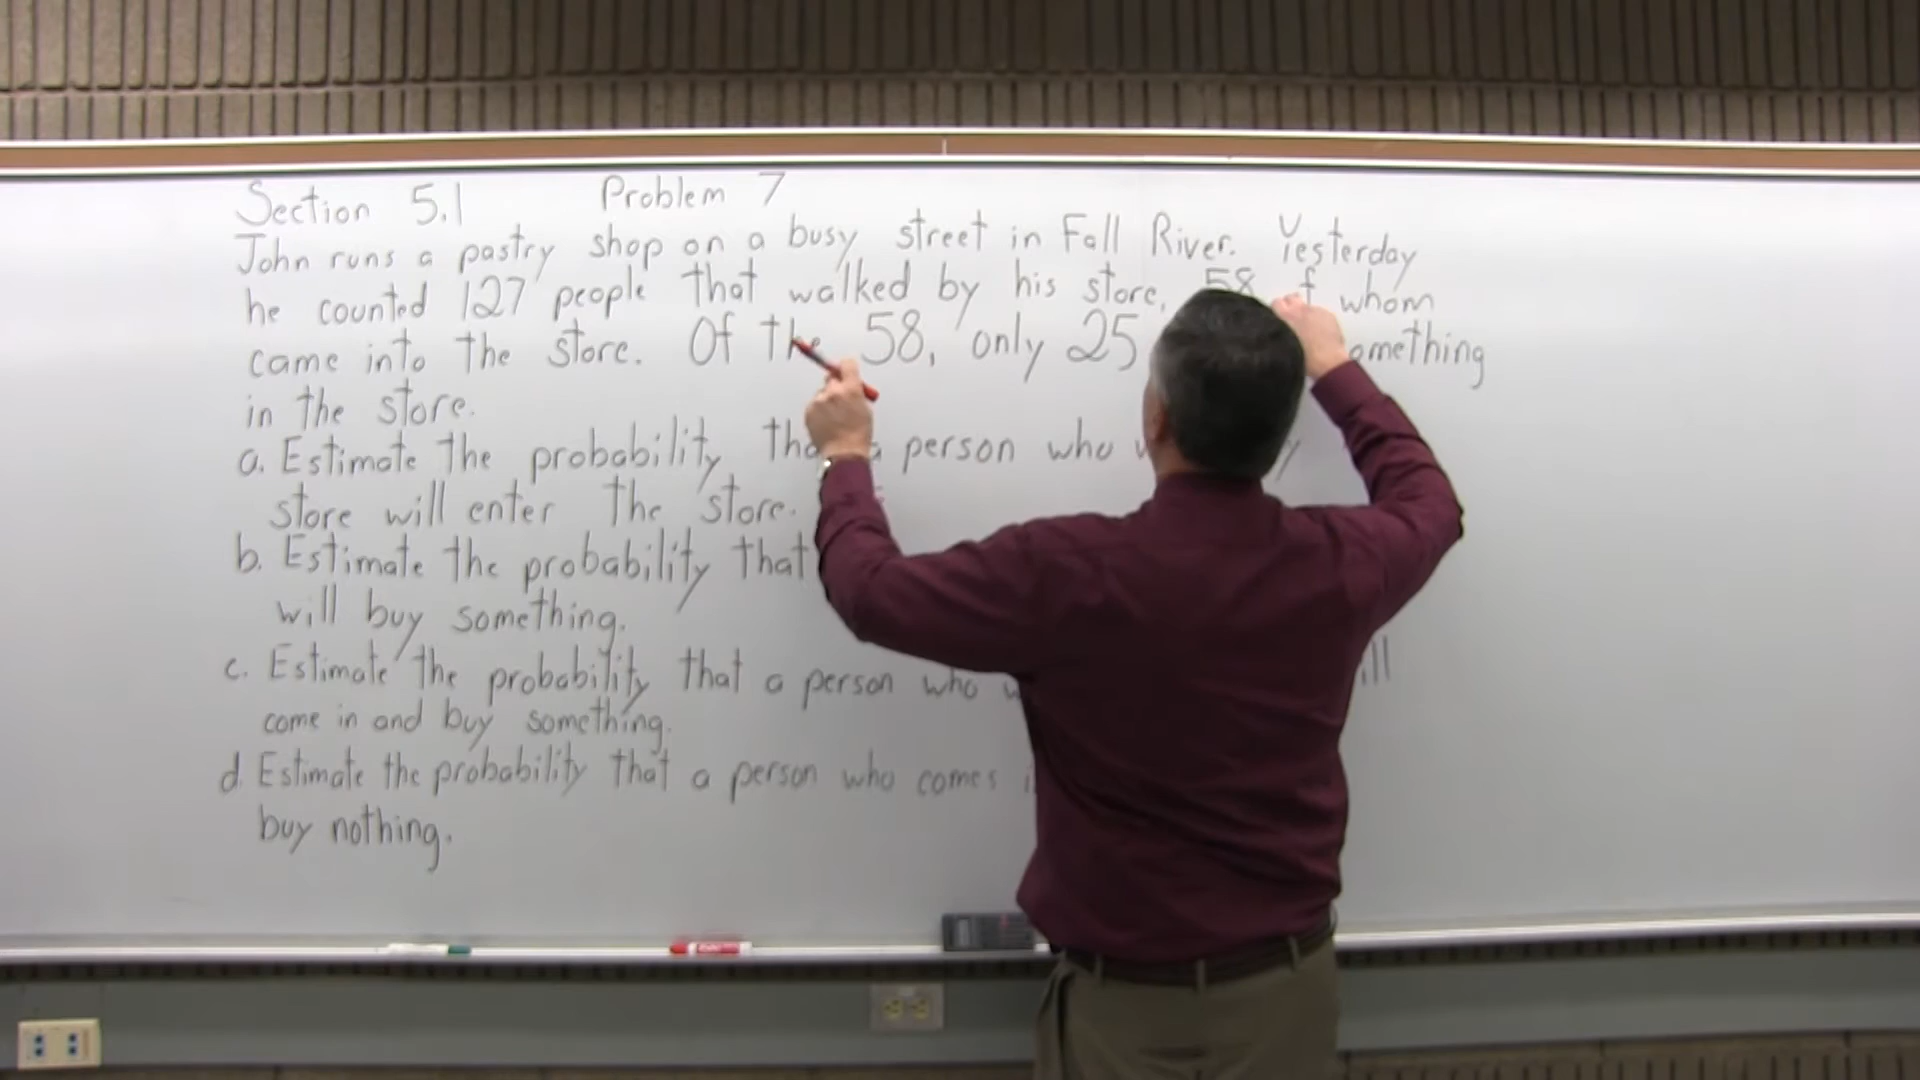 Section 5.1 Problem 7
John runs a pastry shop on a busy street in Fall River. Yesterday
he counted 127 people that walked by his store, 58 of whom
came into the store. Of the 58, only 25 something
in the store.
a. Estimate the probability that a person who
store will enter the store.
b. Estimate the probability that
will buy something.
c. Estimate the probability that a person who
come in and buy something.
d. Estimate the probability that a person who comes
buy nothing.